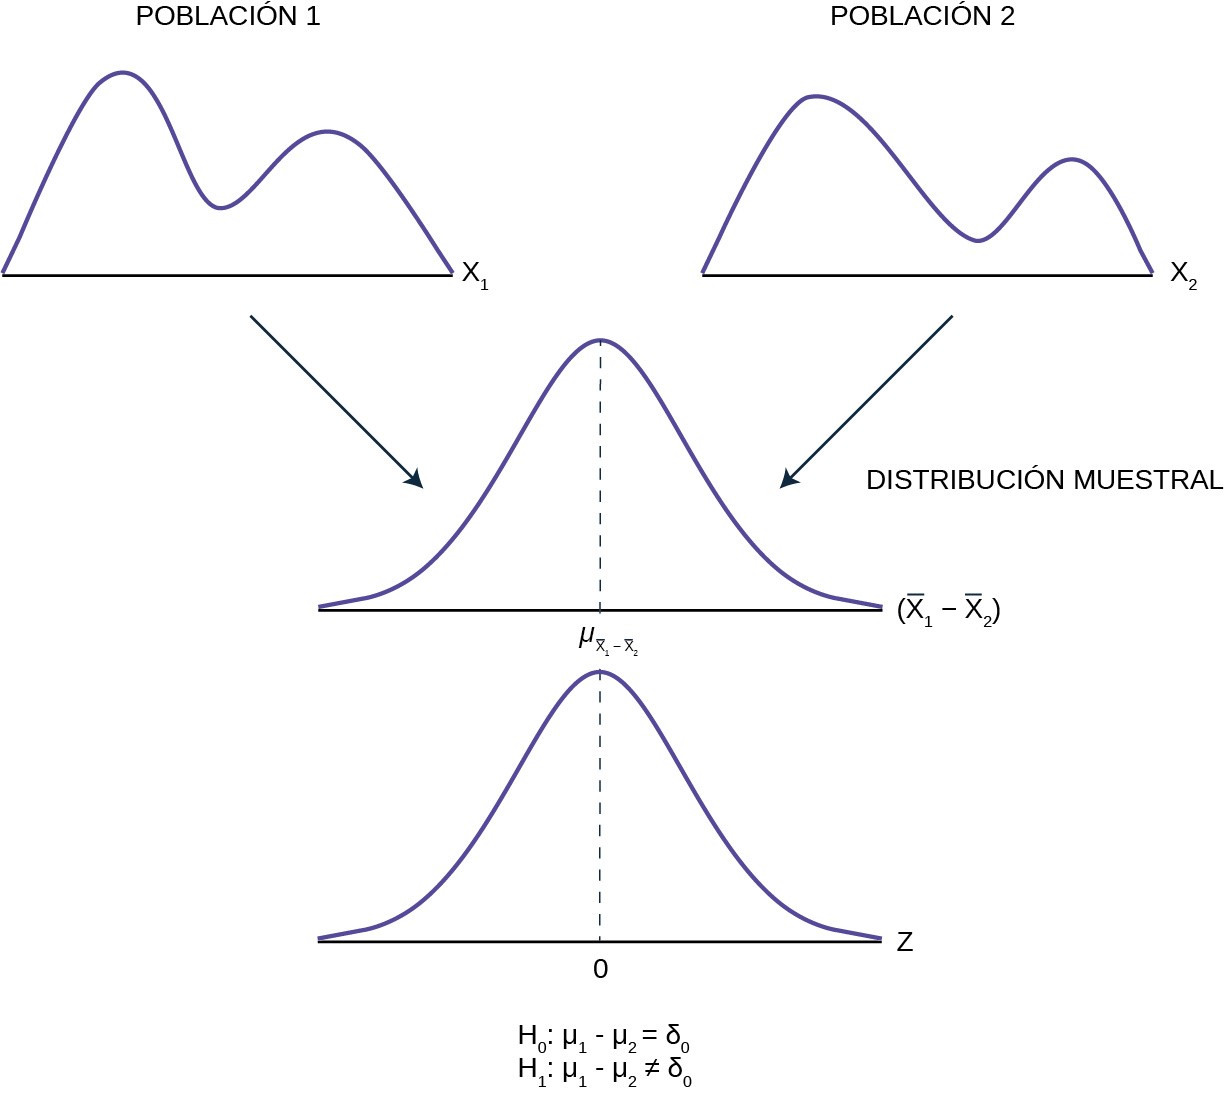 POBLACIÓN 1
POBLACIÓN 2
X₁
X₂
DISTRIBUCIÓN MUESTRAL
(X̅₁ − X̅₂)
μ X̅₁ − X̅₂
Z
0
H₀: μ₁ - μ₂ = δ₀
H₁: μ₁ - μ₂ ≠ δ₀